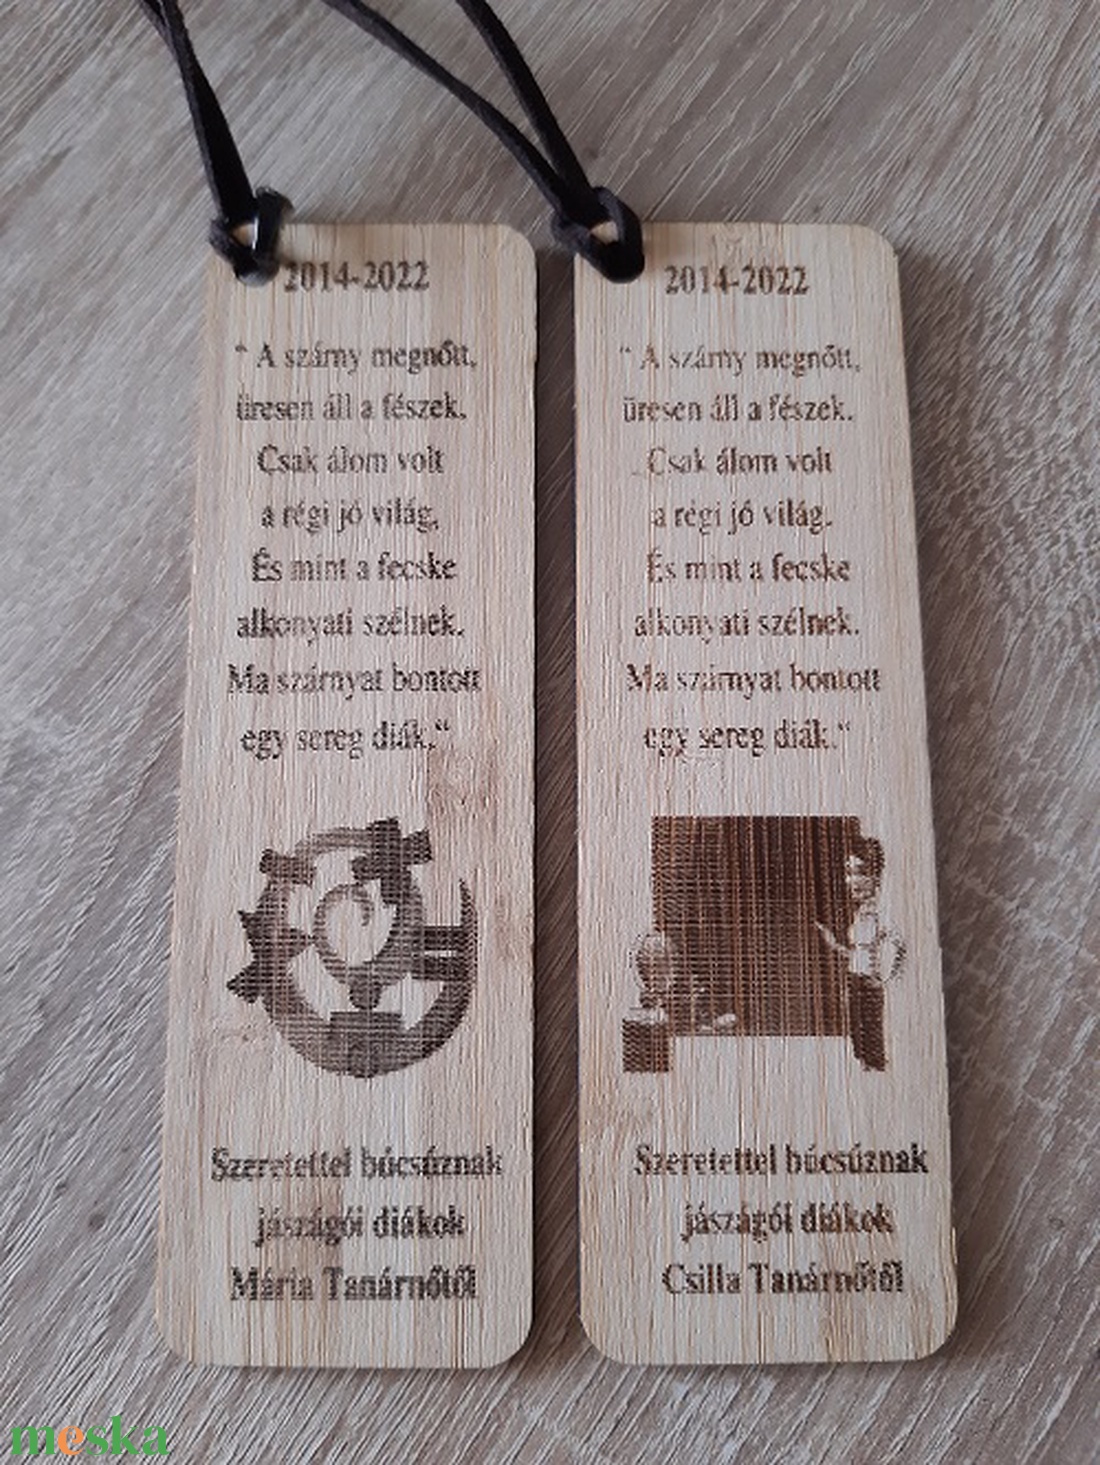 2014-2022
“ A szárny megnőtt,
üresen áll a fészek.
Csak álom volt
a régi jó világ,
És mint a fecske
alkonyati szélnek,
Ma szárnyat bontott
egy sereg diák.“
Szeretettel búcsúznak
jászágói diákok
Mária Tanárnőtől
2014-2022
“ A szárny megnőtt,
üresen áll a fészek.
Csak álom volt
a régi jó világ.
És mint a fecske
alkonyati szélnek.
Ma szárnyat bontott
egy sereg diák.“
Szeretettel búcsúznak
jászágói diákok
Csilla Tanárnőtől
meska